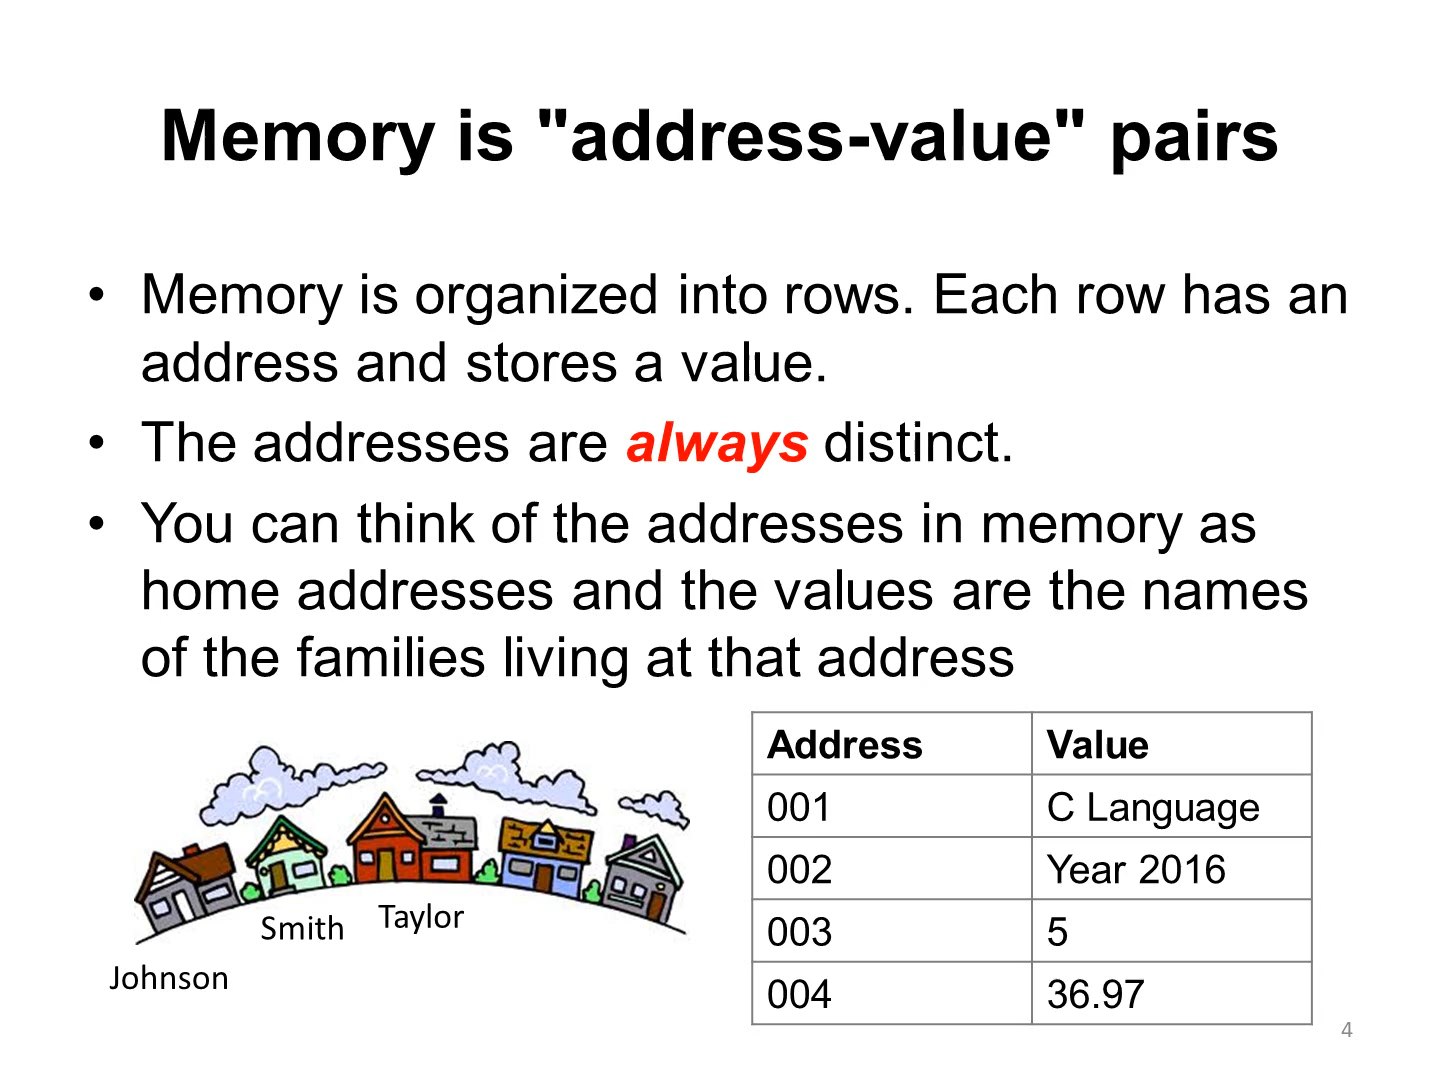 Memory is "address-value" pairs
• Memory is organized into rows. Each row has an
address and stores a value.
• The addresses are always distinct.
• You can think of the addresses in memory as
home addresses and the values are the names
of the families living at that address
Johnson
Smith
Taylor
Address Value
001 C Language
002 Year 2016
003 5
004 36.97
4